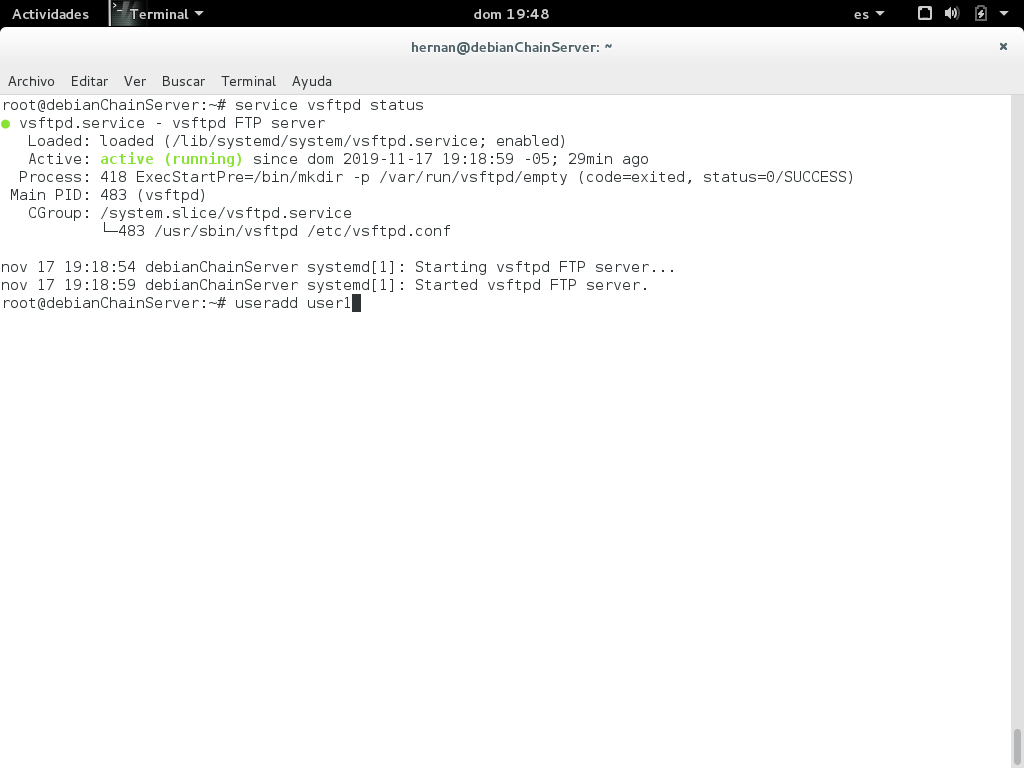 Actividades Terminal dom 19:48 es
hernan@debianChainServer: ~
Archivo Editar Ver Buscar Terminal Ayuda
root@debianChainServer:~# service vsftpd status
● vsftpd.service - vsftpd FTP server
   Loaded: loaded (/lib/systemd/system/vsftpd.service; enabled)
   Active: active (running) since dom 2019-11-17 19:18:59 -05; 29min ago
  Process: 418 ExecStartPre=/bin/mkdir -p /var/run/vsftpd/empty (code=exited, status=0/SUCCESS)
 Main PID: 483 (vsftpd)
   CGroup: /system.slice/vsftpd.service
           └─483 /usr/sbin/vsftpd /etc/vsftpd.conf
nov 17 19:18:54 debianChainServer systemd[1]: Starting vsftpd FTP server...
nov 17 19:18:59 debianChainServer systemd[1]: Started vsftpd FTP server.
root@debianChainServer:~# useradd user1